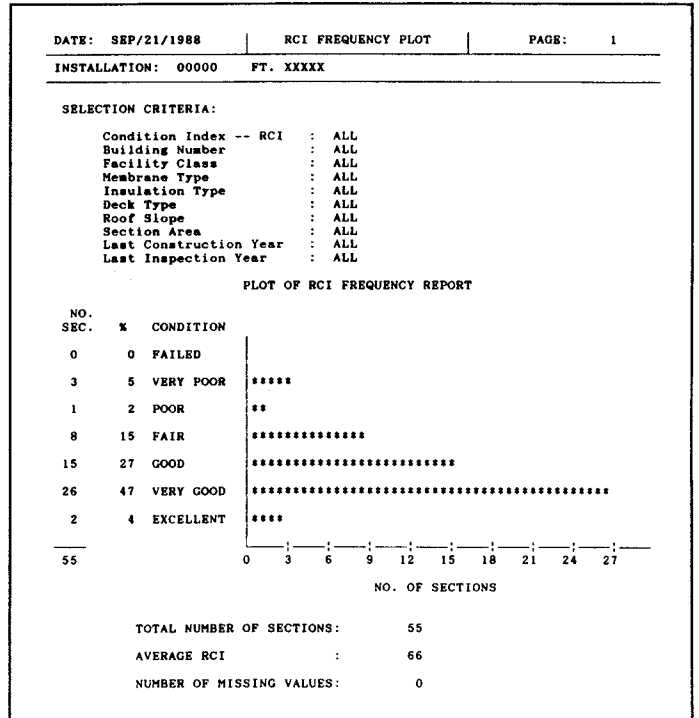 DATE: SEP/21/1988 | RCI FREQUENCY PLOT | PAGE: 1
INSTALLATION: 00000 FT. XXXXX
SELECTION CRITERIA:
Condition Index -- RCI : ALL
Building Number : ALL
Facility Class : ALL
Membrane Type : ALL
Insulation Type : ALL
Deck Type : ALL
Roof Slope : ALL
Section Area : ALL
Last Construction Year : ALL
Last Inspection Year : ALL
PLOT OF RCI FREQUENCY REPORT
NO.
SEC. % CONDITION
0 0 FAILED
3 5 VERY POOR *****
1 2 POOR **
8 15 FAIR **************
15 27 GOOD *************************
26 47 VERY GOOD ********************************************
2 4 EXCELLENT ****
55 0 3 6 9 12 15 18 21 24 27
NO. OF SECTIONS
TOTAL NUMBER OF SECTIONS: 55
AVERAGE RCI : 66
NUMBER OF MISSING VALUES: 0